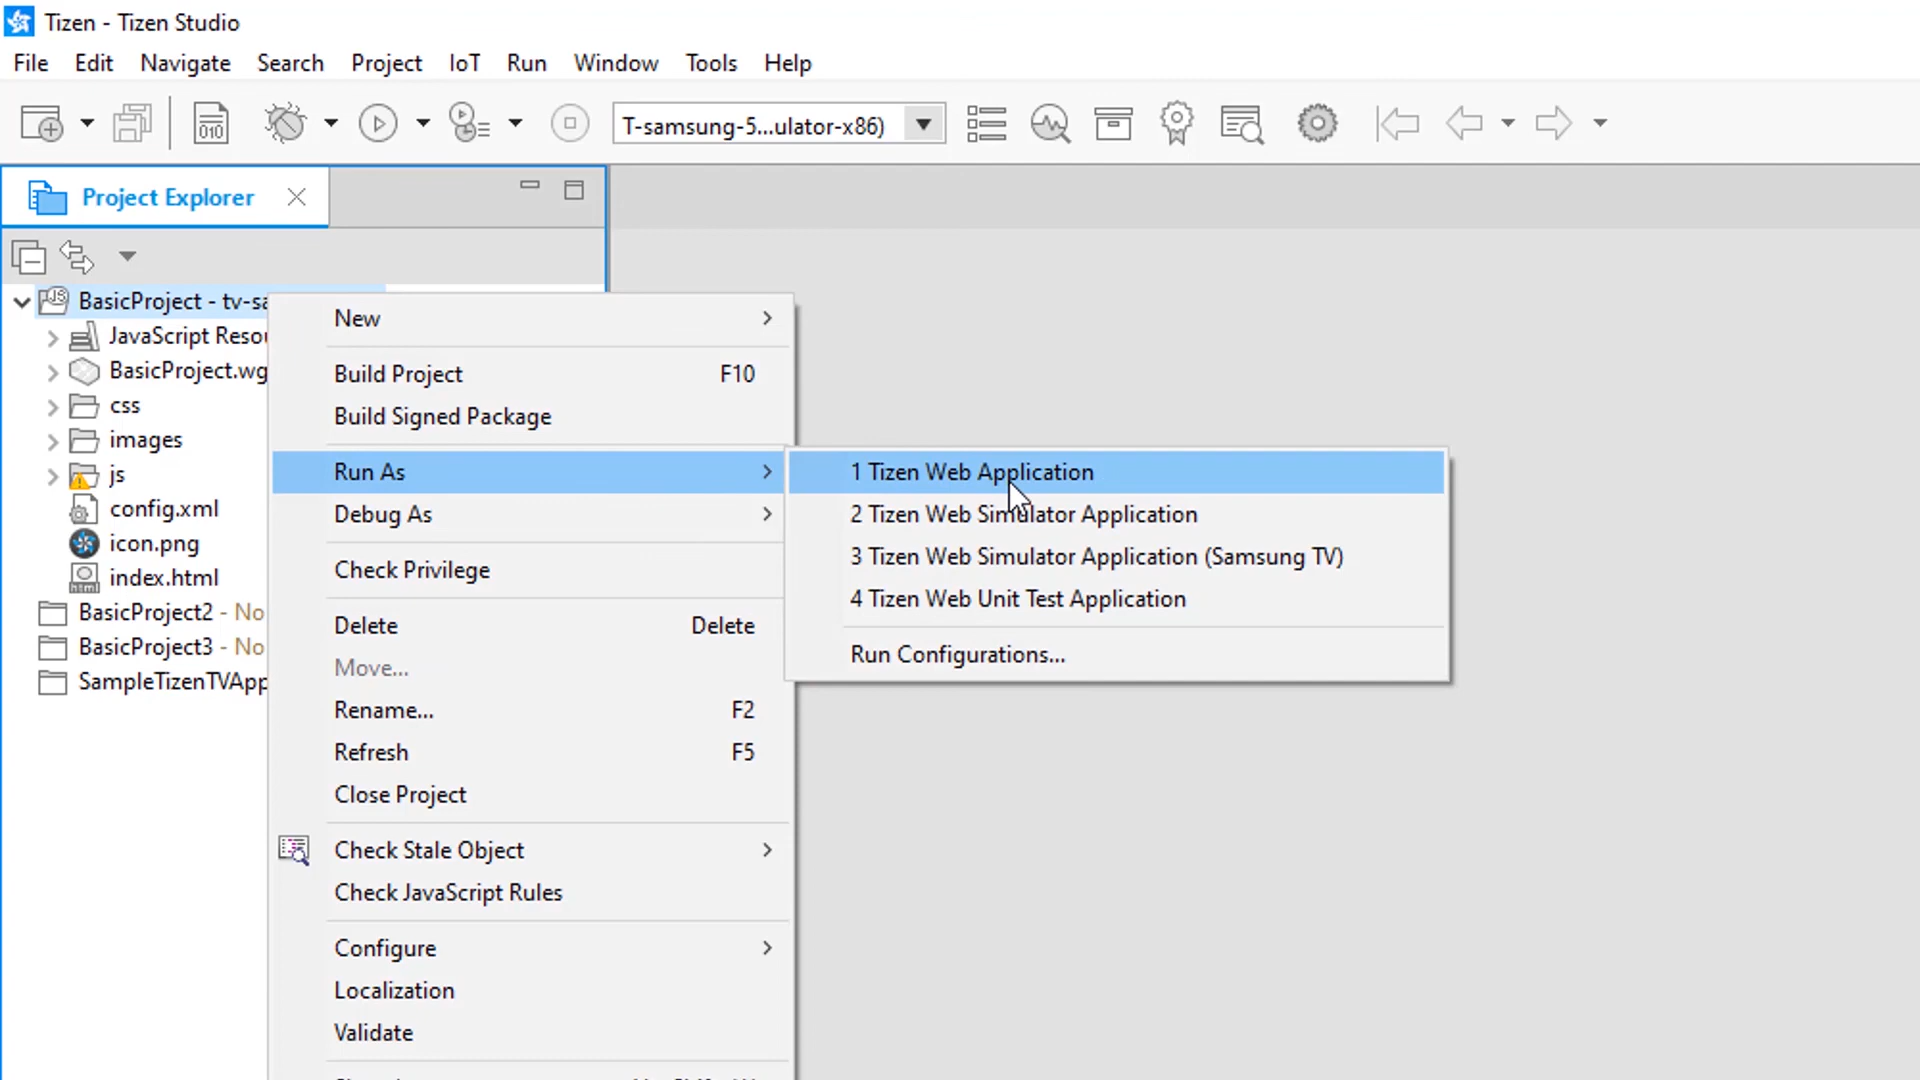 Tizen - Tizen Studio
File Edit Navigate Search Project IoT Run Window Tools Help
010 T-samsung-5...ulator-x86)
Project Explorer
BasicProject - tv-sa
JavaScript Resou
BasicProject.wg
css
images
js
config.xml
icon.png
index.html
BasicProject2 - No
BasicProject3 - No
SampleTizenTVApp
New
Build Project F10
Build Signed Package
Run As
Debug As
Check Privilege
Delete Delete
Move...
Rename... F2
Refresh F5
Close Project
Check Stale Object
Check JavaScript Rules
Configure
Localization
Validate
1 Tizen Web Application
2 Tizen Web Simulator Application
3 Tizen Web Simulator Application (Samsung TV)
4 Tizen Web Unit Test Application
Run Configurations...